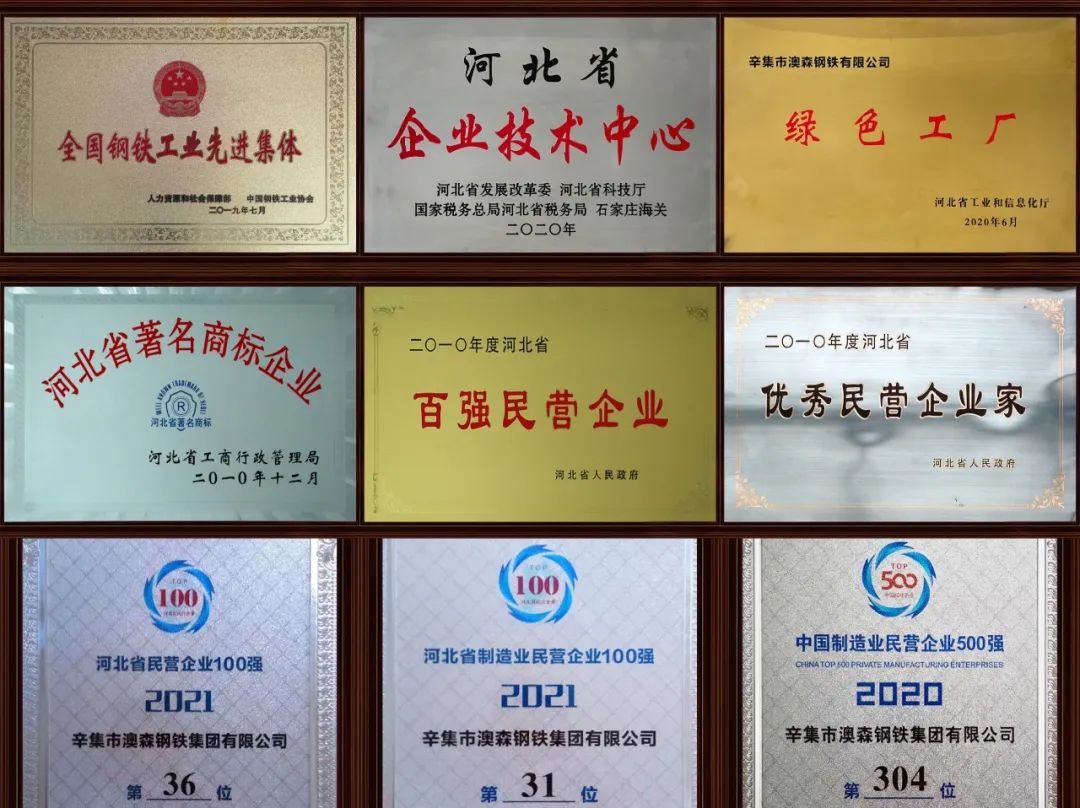 全国钢铁工业先进集体
人力资源和社会保障部 中国钢铁工业协会
二〇一九年七月
河北省
企业技术中心
河北省发展改革委 河北省科技厅
国家税务总局河北省税务局 石家庄海关
二〇二〇年
辛集市澳森钢铁有限公司
绿色工厂
河北省工业和信息化厅
2020年6月
河北省著名商标企业
WELL KNOWN TRADEMARK OF HEBEI
R
河北省著名商标
河北省工商行政管理局
二〇一〇年十二月
二〇一〇年度河北省
百强民营企业
河北省人民政府
二〇一〇年度河北省
优秀民营企业家
河北省人民政府
TOP
100
河北省民营企业100强
2021
辛集市澳森钢铁集团有限公司
第 36 位
TOP
100
河北省制造业民营企业100强
2021
辛集市澳森钢铁集团有限公司
第 31 位
TOP
500
中国民营企业
中国制造业民营企业500强
CHINA TOP 500 PRIVATE MANUFACTURING ENTERPRISES
2020
辛集市澳森钢铁集团有限公司
第 304 位